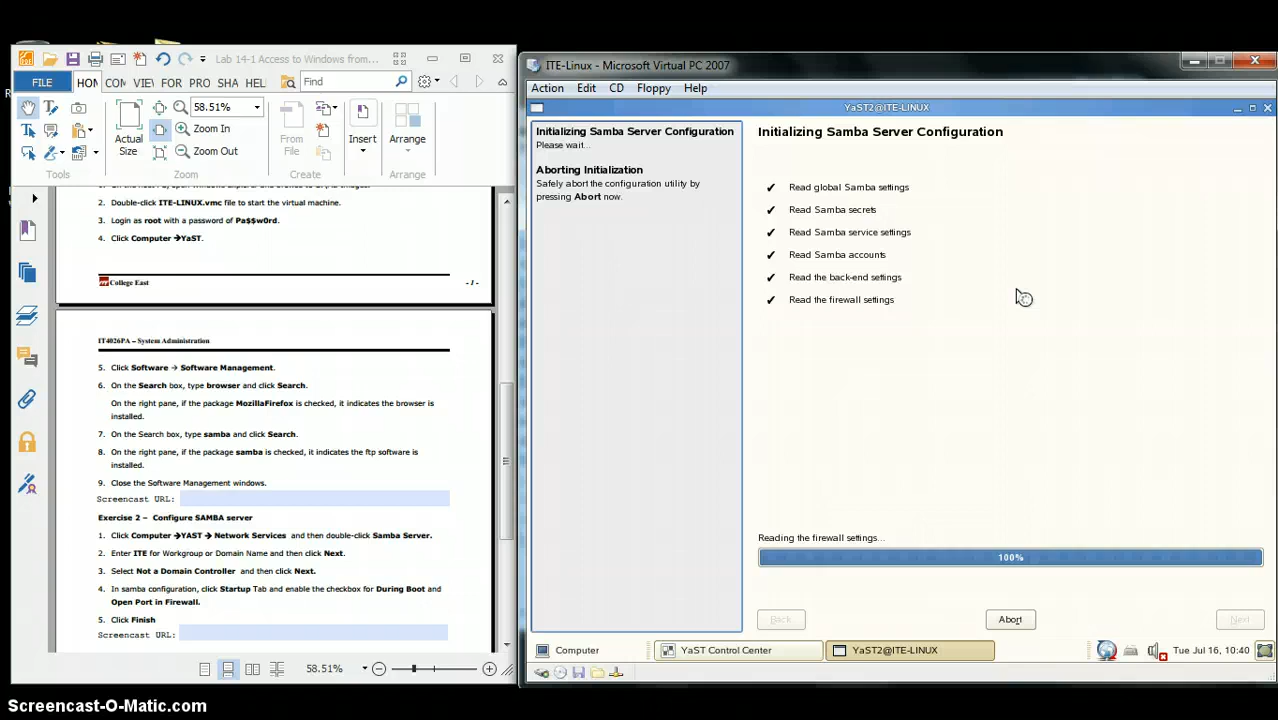 Lab 14-1 Access to Windows from...
FILE HON CON VIEV FOR PRO SHA HEL Find
58.51%
Actual Size
Zoom In
Zoom Out
From File
Insert
Arrange
Tools Zoom Create Arrange
2. Double-click ITE-LINUX.vmc file to start the virtual machine.
3. Login as root with a password of Pa$$w0rd.
4. Click Computer →YaST.
College East - 1 -
IT4026PA – System Administration
5. Click Software → Software Management.
6. On the Search box, type browser and click Search.
On the right pane, if the package MozillaFirefox is checked, it indicates the browser is
installed.
7. On the Search box, type samba and click Search.
8. On the right pane, if the package samba is checked, it indicates the ftp software is
installed.
9. Close the Software Management windows.
Screencast URL:
Exercise 2 – Configure SAMBA server
1. Click Computer →YAST → Network Services and then double-click Samba Server.
2. Enter ITE for Workgroup or Domain Name and then click Next.
3. Select Not a Domain Controller and then click Next.
4. In samba configuration, click Startup Tab and enable the checkbox for During Boot and
Open Port in Firewall.
5. Click Finish
Screencast URL:
58.51%
ITE-Linux - Microsoft Virtual PC 2007
Action Edit CD Floppy Help
YaST2@ITE-LINUX
Initializing Samba Server Configuration
Please wait...
Aborting Initialization
Safely abort the configuration utility by
pressing Abort now.
Initializing Samba Server Configuration
Read global Samba settings
Read Samba secrets
Read Samba service settings
Read Samba accounts
Read the back-end settings
Read the firewall settings
Reading the firewall settings...
100%
Back Abort Next
Computer YaST Control Center YaST2@ITE-LINUX Tue Jul 16, 10:40
Screencast-O-Matic.com